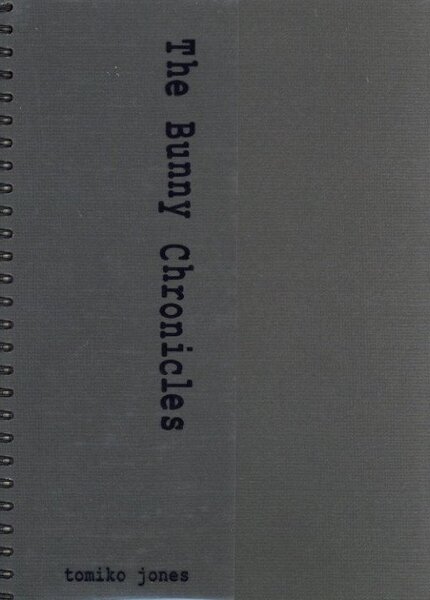 The Bunny Chronicles
tomiko jones